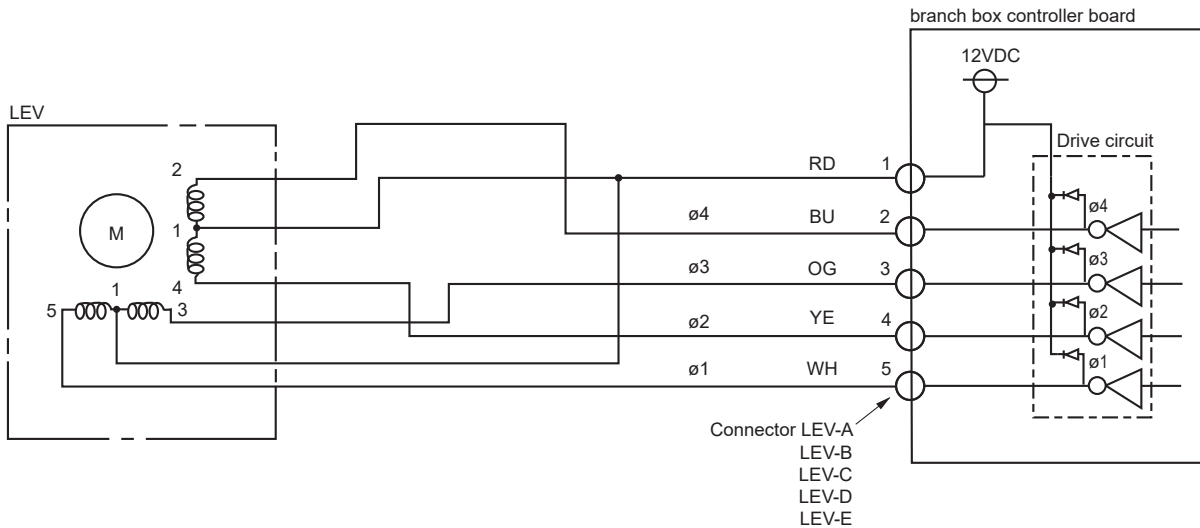 branch box controller board
12VDC
LEV
Drive circuit
2
RD
1
ø4
ø4
BU
2
1
M
ø3
ø3
OG
3
4
1
5
3
ø2
ø2
YE
4
ø1
ø1
WH
5
Connector LEV-A
LEV-B
LEV-C
LEV-D
LEV-E